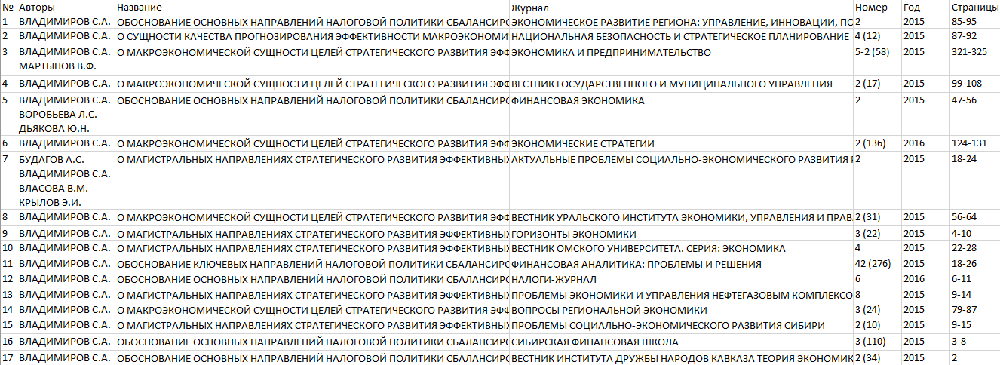 № Авторы Название Журнал Номер Год Страницы
1 ВЛАДИМИРОВ С.А. ОБОСНОВАНИЕ ОСНОВНЫХ НАПРАВЛЕНИЙ НАЛОГОВОЙ ПОЛИТИКИ СБАЛАНСИРО ЭКОНОМИЧЕСКОЕ РАЗВИТИЕ РЕГИОНА: УПРАВЛЕНИЕ, ИННОВАЦИИ, ПО 2 2015 85-95
2 ВЛАДИМИРОВ С.А. О СУЩНОСТИ КАЧЕСТВА ПРОГНОЗИРОВАНИЯ ЭФФЕКТИВНОСТИ МАКРОЭКОНОМИ НАЦИОНАЛЬНАЯ БЕЗОПАСНОСТЬ И СТРАТЕГИЧЕСКОЕ ПЛАНИРОВАНИЕ 4 (12) 2015 87-92
3 ВЛАДИМИРОВ С.А. О МАКРОЭКОНОМИЧЕСКОЙ СУЩНОСТИ ЦЕЛЕЙ СТРАТЕГИЧЕСКОГО РАЗВИТИЯ ЭФФ ЭКОНОМИКА И ПРЕДПРИНИМАТЕЛЬСТВО 5-2 (58) 2015 321-325
МАРТЫНОВ В.Ф.
4 ВЛАДИМИРОВ С.А. О МАКРОЭКОНОМИЧЕСКОЙ СУЩНОСТИ ЦЕЛЕЙ СТРАТЕГИЧЕСКОГО РАЗВИТИЯ ЭФФ ВЕСТНИК ГОСУДАРСТВЕННОГО И МУНИЦИПАЛЬНОГО УПРАВЛЕНИЯ 2 (17) 2015 99-108
5 ВЛАДИМИРОВ С.А. ОБОСНОВАНИЕ ОСНОВНЫХ НАПРАВЛЕНИЙ НАЛОГОВОЙ ПОЛИТИКИ СБАЛАНСИРО ФИНАНСОВАЯ ЭКОНОМИКА 2 2015 47-56
ВОРОБЬЕВА Л.С.
ДЬЯКОВА Ю.Н.
6 ВЛАДИМИРОВ С.А. О МАКРОЭКОНОМИЧЕСКОЙ СУЩНОСТИ ЦЕЛЕЙ СТРАТЕГИЧЕСКОГО РАЗВИТИЯ ЭФФ ЭКОНОМИЧЕСКИЕ СТРАТЕГИИ 2 (136) 2016 124-131
7 БУДАГОВ А.С. О МАГИСТРАЛЬНЫХ НАПРАВЛЕНИЯХ СТРАТЕГИЧЕСКОГО РАЗВИТИЯ ЭФФЕКТИВНЫХ АКТУАЛЬНЫЕ ПРОБЛЕМЫ СОЦИАЛЬНО-ЭКОНОМИЧЕСКОГО РАЗВИТИЯ 2 2015 18-24
ВЛАДИМИРОВ С.А.
ВЛАСОВА В.М.
КРЫЛОВ Э.И.
8 ВЛАДИМИРОВ С.А. О МАКРОЭКОНОМИЧЕСКОЙ СУЩНОСТИ ЦЕЛЕЙ СТРАТЕГИЧЕСКОГО РАЗВИТИЯ ЭФФ ВЕСТНИК УРАЛЬСКОГО ИНСТИТУТА ЭКОНОМИКИ, УПРАВЛЕНИЯ И ПРАВ 2 (31) 2015 56-64
9 ВЛАДИМИРОВ С.А. О МАГИСТРАЛЬНЫХ НАПРАВЛЕНИЯХ СТРАТЕГИЧЕСКОГО РАЗВИТИЯ ЭФФЕКТИВНЫХ ГОРИЗОНТЫ ЭКОНОМИКИ 3 (22) 2015 4-10
10 ВЛАДИМИРОВ С.А. О МАГИСТРАЛЬНЫХ НАПРАВЛЕНИЯХ СТРАТЕГИЧЕСКОГО РАЗВИТИЯ ЭФФЕКТИВНЫХ ВЕСТНИК ОМСКОГО УНИВЕРСИТЕТА. СЕРИЯ: ЭКОНОМИКА 4 2015 22-28
11 ВЛАДИМИРОВ С.А. ОБОСНОВАНИЕ КЛЮЧЕВЫХ НАПРАВЛЕНИЙ НАЛОГОВОЙ ПОЛИТИКИ СБАЛАНСИРО ФИНАНСОВАЯ АНАЛИТИКА: ПРОБЛЕМЫ И РЕШЕНИЯ 42 (276) 2015 18-26
12 ВЛАДИМИРОВ С.А. ОБОСНОВАНИЕ ОСНОВНЫХ НАПРАВЛЕНИЙ НАЛОГОВОЙ ПОЛИТИКИ СБАЛАНСИРО НАЛОГИ-ЖУРНАЛ 6 2016 6-11
13 ВЛАДИМИРОВ С.А. О МАГИСТРАЛЬНЫХ НАПРАВЛЕНИЯХ СТРАТЕГИЧЕСКОГО РАЗВИТИЯ ЭФФЕКТИВНЫХ ПРОБЛЕМЫ ЭКОНОМИКИ И УПРАВЛЕНИЯ НЕФТЕГАЗОВЫМ КОМПЛЕКСО 8 2015 9-14
14 ВЛАДИМИРОВ С.А. О МАКРОЭКОНОМИЧЕСКОЙ СУЩНОСТИ ЦЕЛЕЙ СТРАТЕГИЧЕСКОГО РАЗВИТИЯ ЭФФ ВОПРОСЫ РЕГИОНАЛЬНОЙ ЭКОНОМИКИ 3 (24) 2015 79-87
15 ВЛАДИМИРОВ С.А. О МАГИСТРАЛЬНЫХ НАПРАВЛЕНИЯХ СТРАТЕГИЧЕСКОГО РАЗВИТИЯ ЭФФЕКТИВНЫХ ПРОБЛЕМЫ СОЦИАЛЬНО-ЭКОНОМИЧЕСКОГО РАЗВИТИЯ СИБИРИ 2 (10) 2015 9-15
16 ВЛАДИМИРОВ С.А. ОБОСНОВАНИЕ ОСНОВНЫХ НАПРАВЛЕНИЙ НАЛОГОВОЙ ПОЛИТИКИ СБАЛАНСИРО СИБИРСКАЯ ФИНАНСОВАЯ ШКОЛА 3 (110) 2015 3-8
17 ВЛАДИМИРОВ С.А. ОБОСНОВАНИЕ ОСНОВНЫХ НАПРАВЛЕНИЙ НАЛОГОВОЙ ПОЛИТИКИ СБАЛАНСИРО ВЕСТНИК ИНСТИТУТА ДРУЖБЫ НАРОДОВ КАВКАЗА ТЕОРИЯ ЭКОНОМИК 2 (34) 2015 2